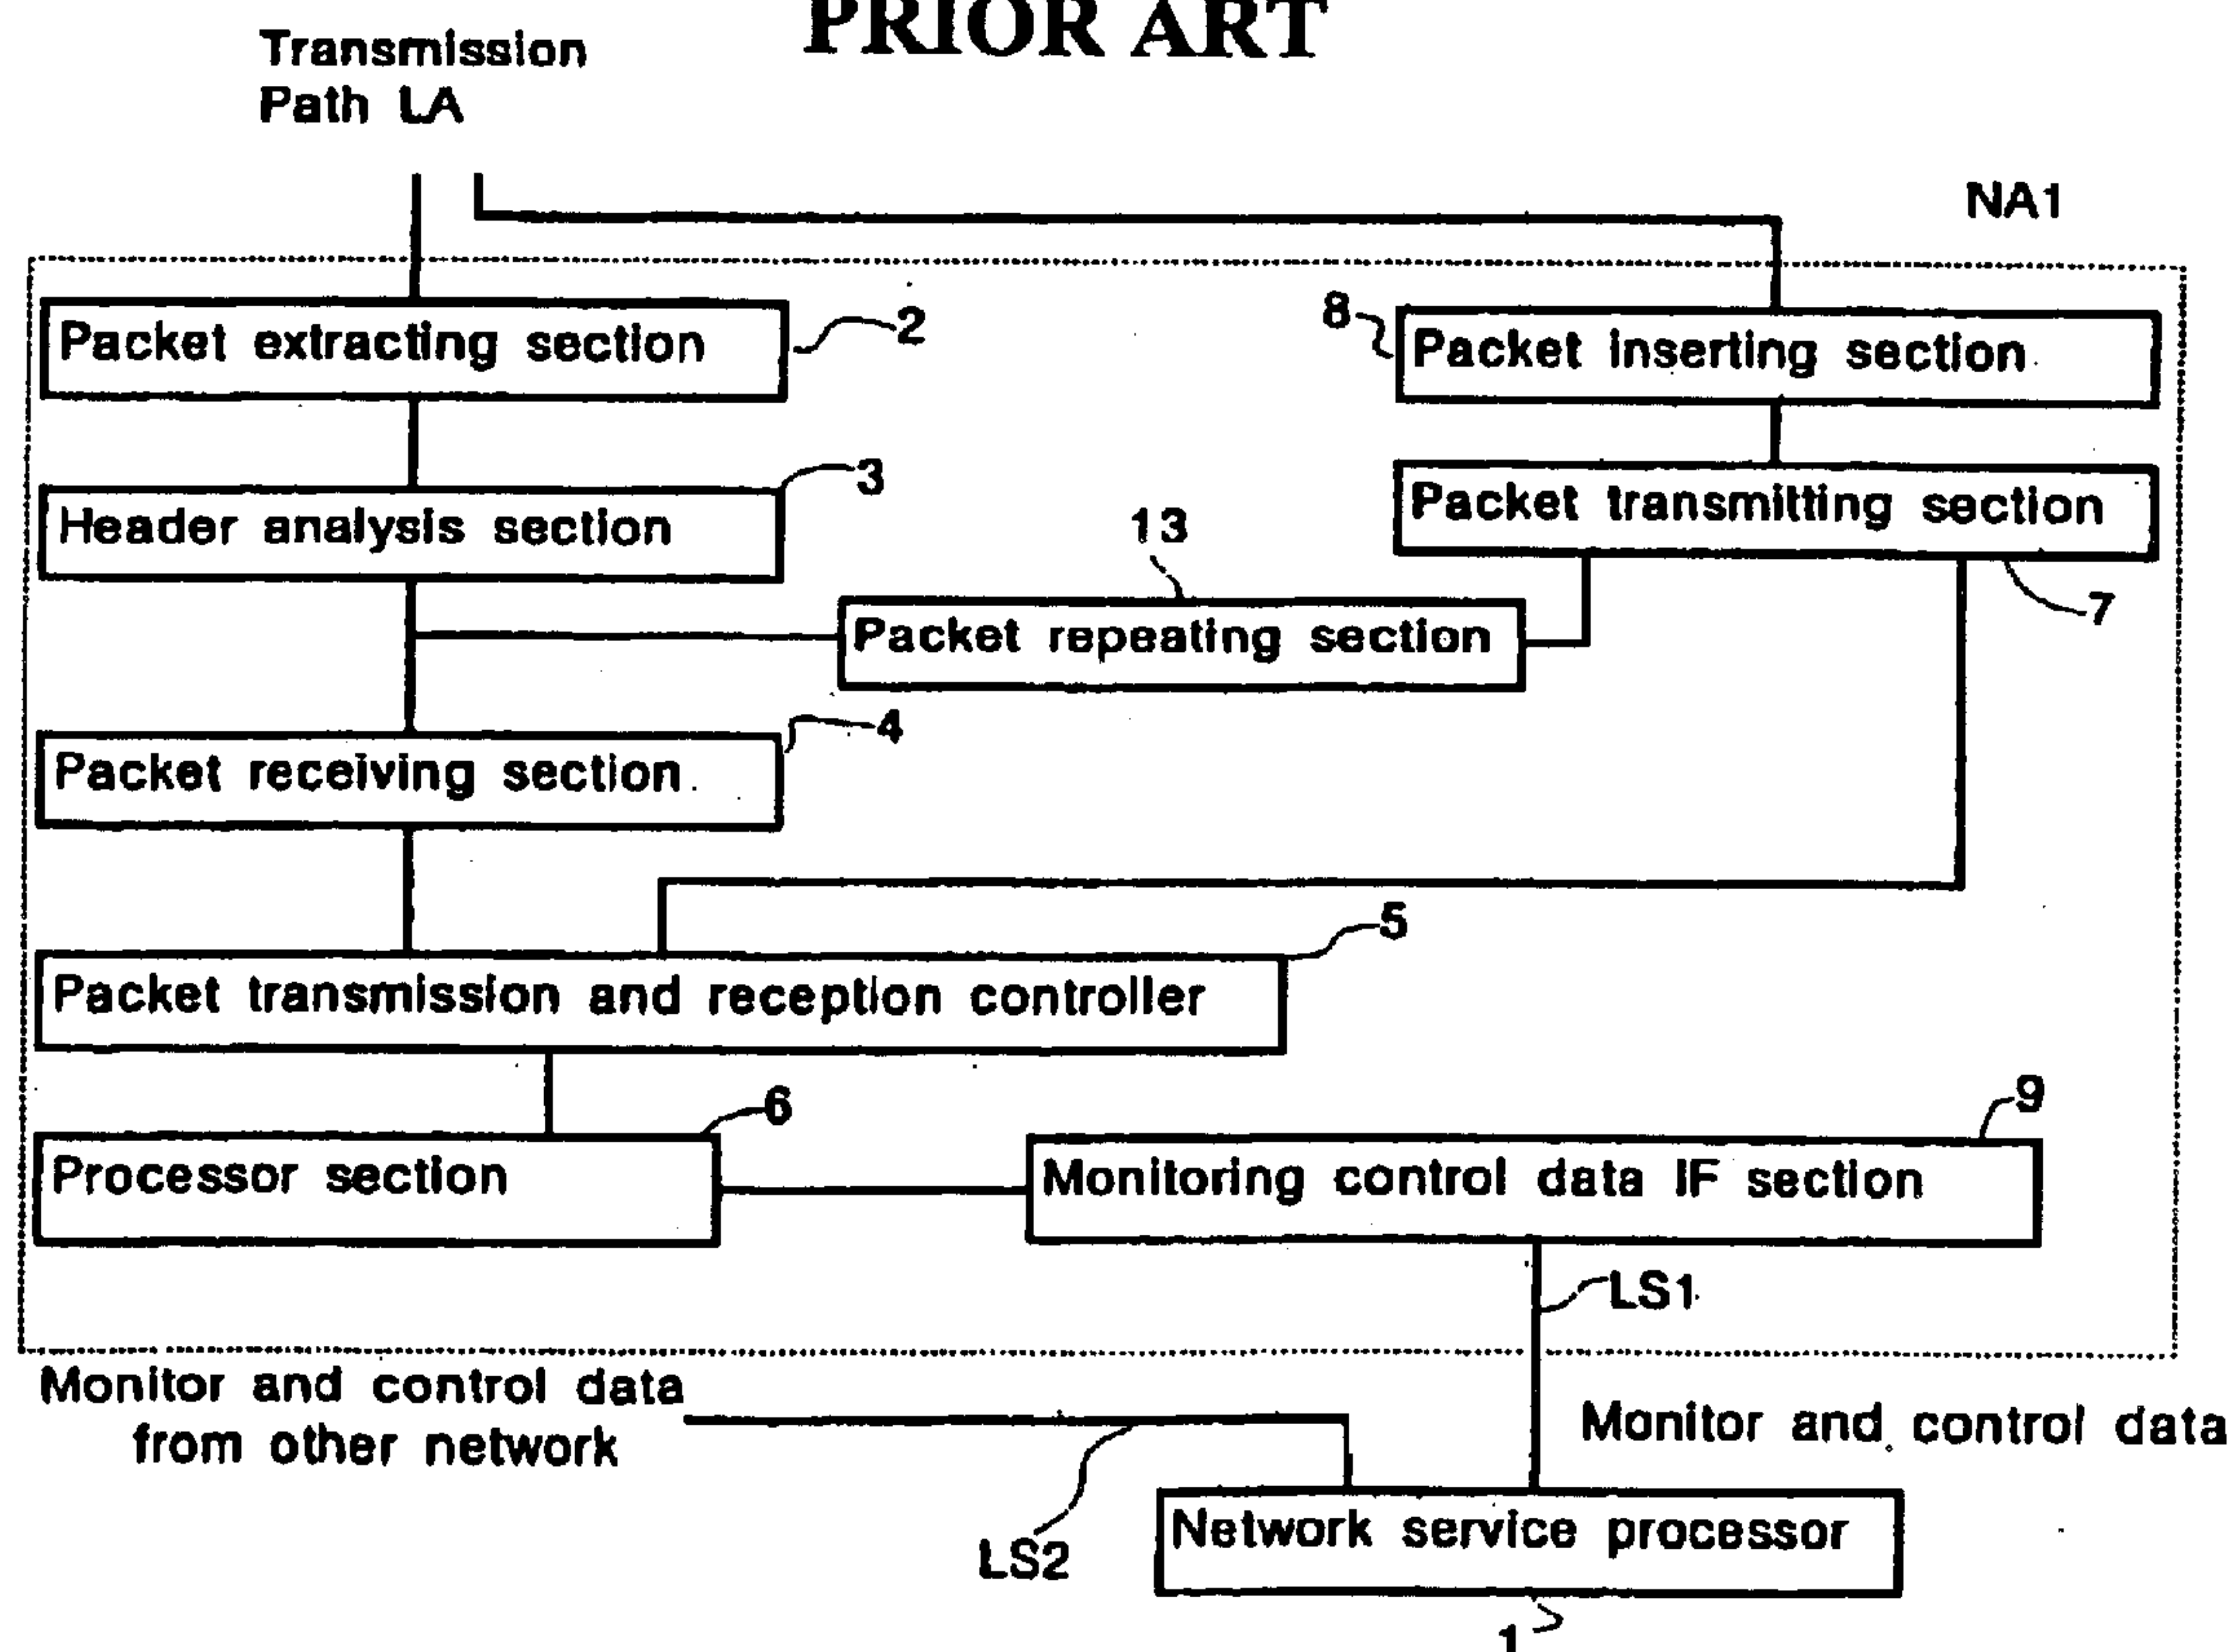 PRIOR ART
Transmission
Path LA
NA1
Packet extracting section
2
8
Packet inserting section
Header analysis section
3
Packet transmitting section
7
13
Packet repeating section
Packet receiving section
4
5
Packet transmission and reception controller
Processor section
6
Monitoring control data IF section
9
LS1
Monitor and control data
from other network
Monitor and control data
LS2
Network service processor
1